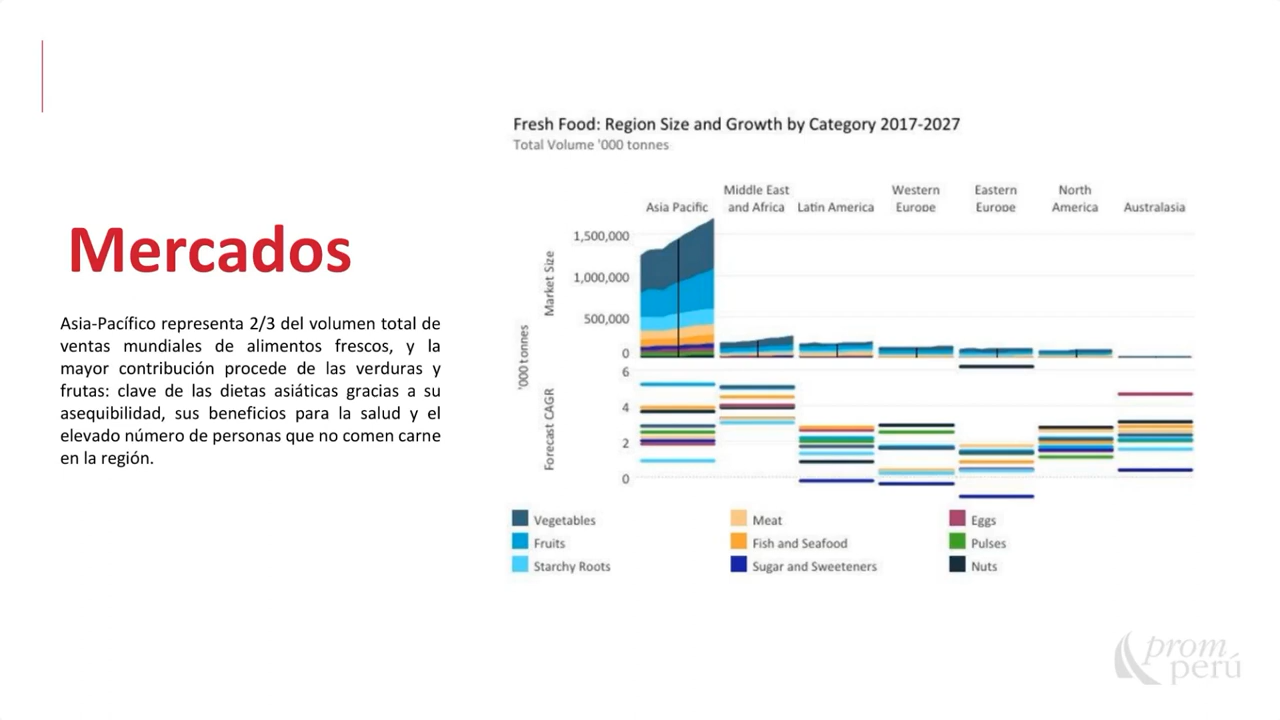 Mercados
Asia-Pacífico representa 2/3 del volumen total de
ventas mundiales de alimentos frescos, y la
mayor contribución procede de las verduras y
frutas: clave de las dietas asiáticas gracias a su
asequibilidad, sus beneficios para la salud y el
elevado número de personas que no comen carne
en la región.
Fresh Food: Region Size and Growth by Category 2017-2027
Total Volume '000 tonnes
Asia Pacific
Middle East
and Africa
Latin America
Western
Europe
Eastern
Europe
North
America
Australasia
'000 tonnes
Market Size
1,500,000
1,000,000
500,000
0
Forecast CAGR
6
4
2
0
Vegetables
Fruits
Starchy Roots
Meat
Fish and Seafood
Sugar and Sweeteners
Eggs
Pulses
Nuts
prom
perú